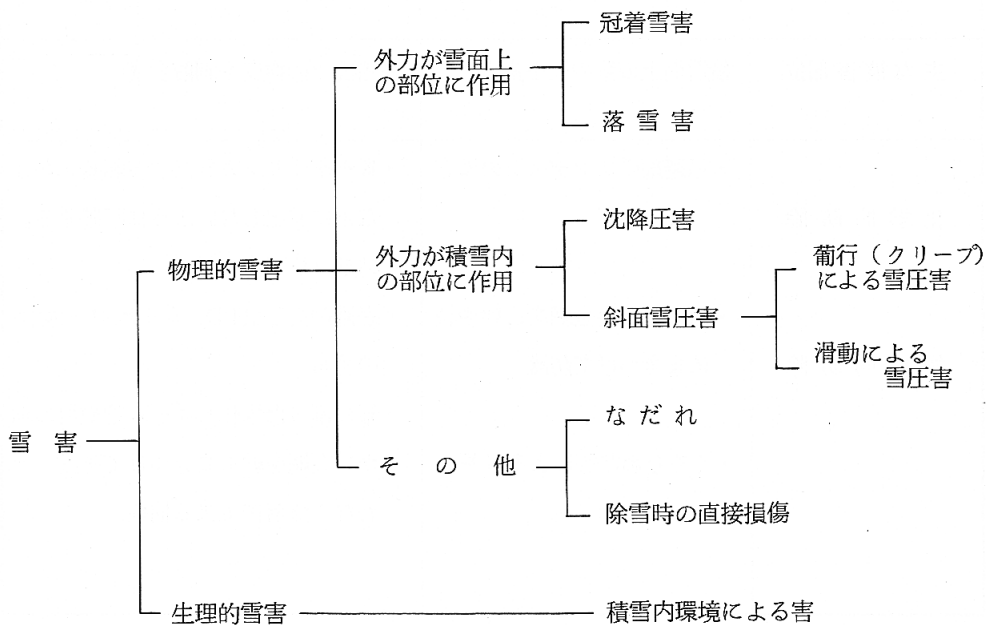 冠着雪害
外力が雪面上
の部位に作用
落雪害
沈降圧害
外力が積雪内
の部位に作用
物理的雪害
葡行（クリープ）
による雪圧害
斜面雪圧害
滑動による
雪圧害
なだれ
雪害
その他
除雪時の直接損傷
生理的雪害
積雪内環境による害